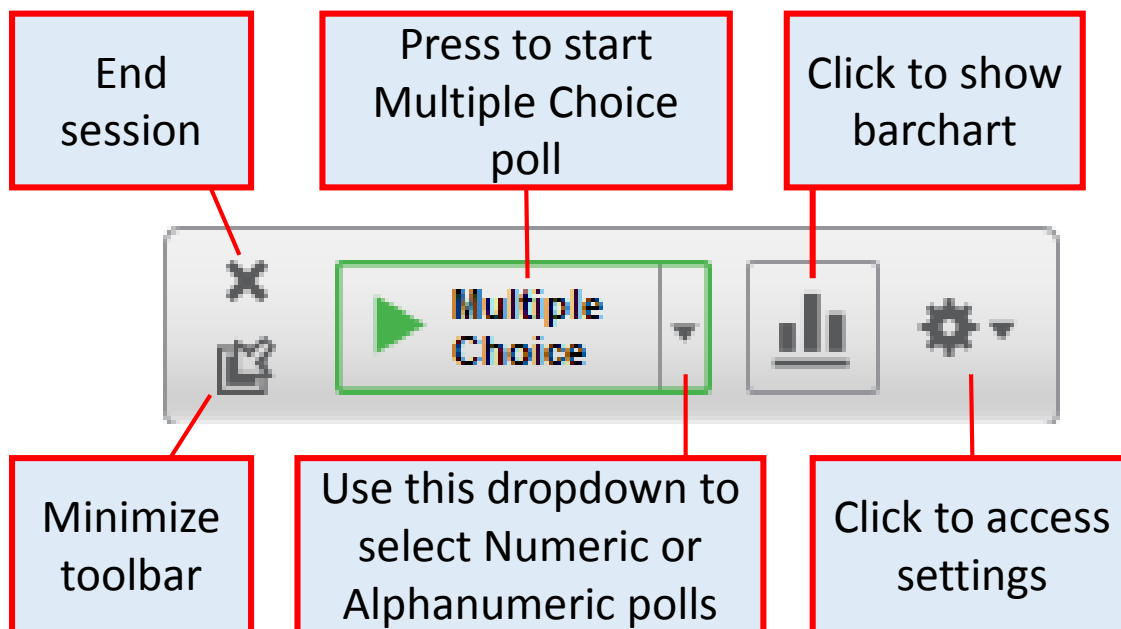 End
session
Press to start
Multiple Choice
poll
Click to show
barchart
Multiple
Choice
Minimize
toolbar
Use this dropdown to
select Numeric or
Alphanumeric polls
Click to access
settings